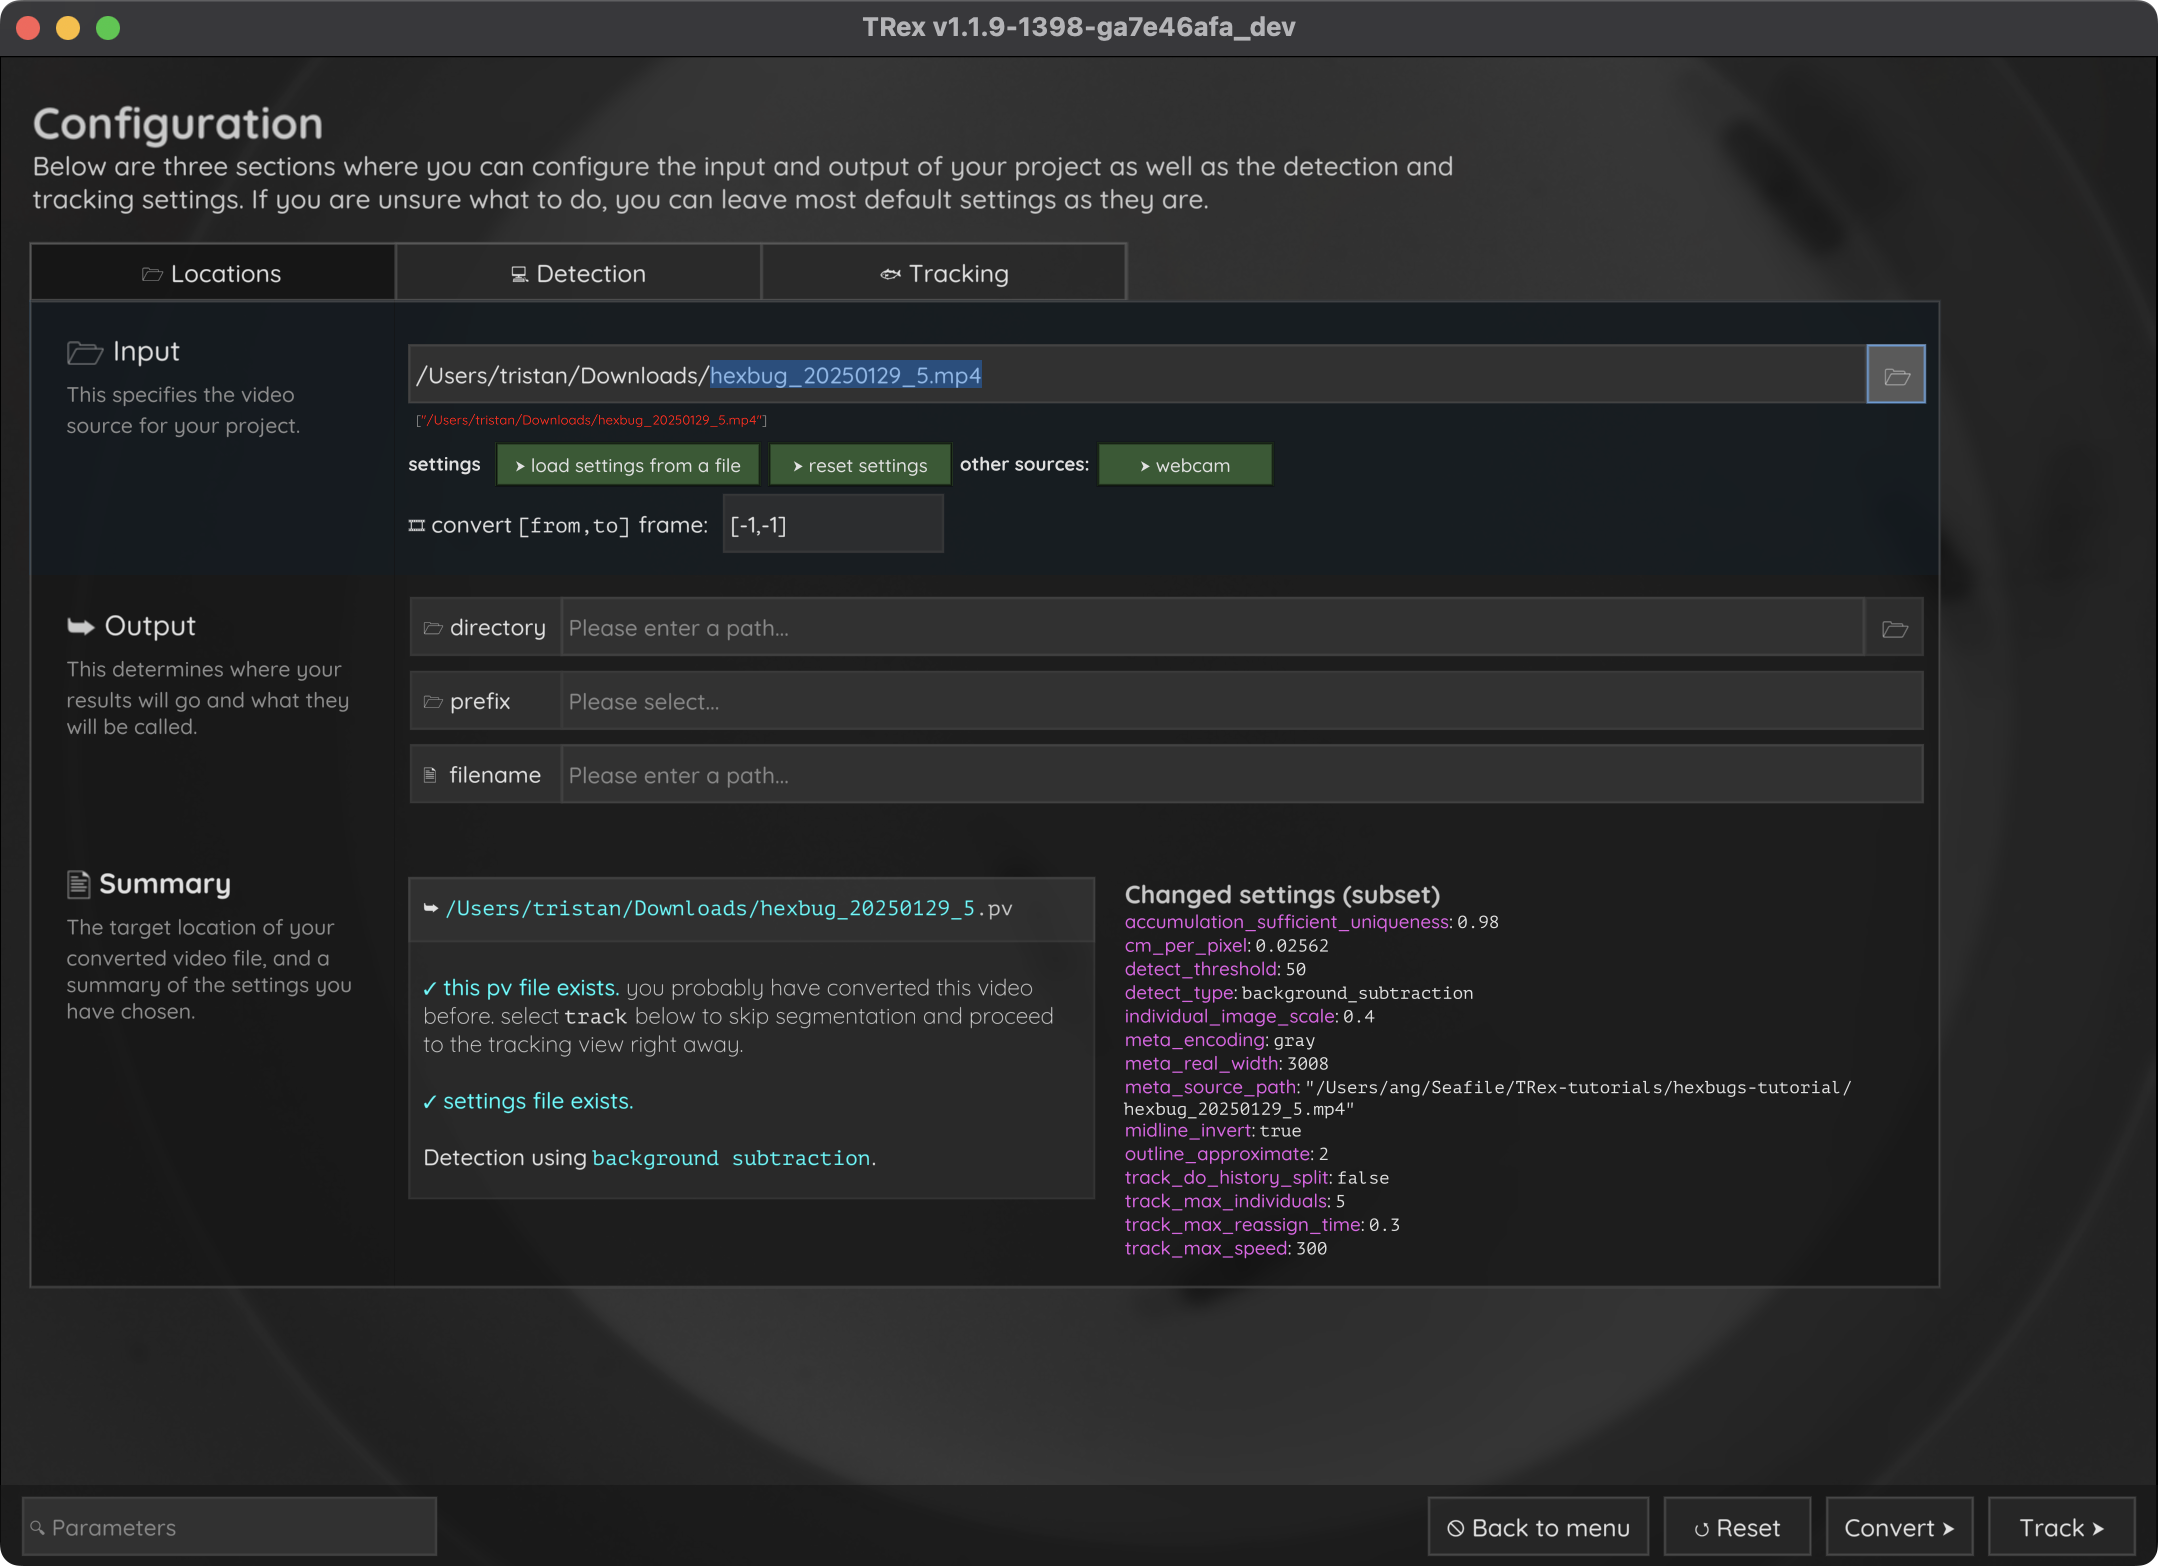 TRex v1.1.9-1398-ga7e46afa_dev
Configuration
Below are three sections where you can configure the input and output of your project as well as the detection and
tracking settings. If you are unsure what to do, you can leave most default settings as they are.
Locations
Detection
Tracking
Input
This specifies the video
source for your project.
/Users/tristan/Downloads/hexbug_20250129_5.mp4
["/Users/tristan/Downloads/hexbug_20250129_5.mp4"]
settings
load settings from a file
reset settings
other sources:
webcam
convert [from,to] frame:
[-1,-1]
Output
This determines where your
results will go and what they
will be called.
directory
Please enter a path...
prefix
Please select...
filename
Please enter a path...
Summary
The target location of your
converted video file, and a
summary of the settings you
have chosen.
/Users/tristan/Downloads/hexbug_20250129_5.pv
✓ this pv file exists. you probably have converted this video
before. select track below to skip segmentation and proceed
to the tracking view right away.
✓ settings file exists.
Detection using background subtraction.
Changed settings (subset)
accumulation_sufficient_uniqueness: 0.98
cm_per_pixel: 0.02562
detect_threshold: 50
detect_type: background_subtraction
individual_image_scale: 0.4
meta_encoding: gray
meta_real_width: 3008
meta_source_path: "/Users/ang/Seafile/TRex-tutorials/hexbugs-tutorial/
hexbug_20250129_5.mp4"
midline_invert: true
outline_approximate: 2
track_do_history_split: false
track_max_individuals: 5
track_max_reassign_time: 0.3
track_max_speed: 300
Parameters
Back to menu
Reset
Convert
Track